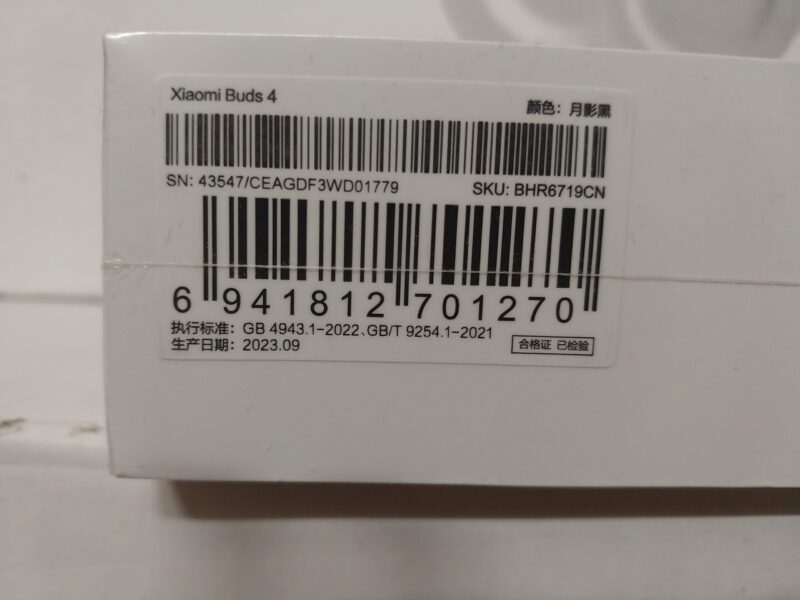 Xiaomi Buds 4
颜色：月影黑
SN: 43547/CEAGDF3WD01779
SKU: BHR6719CN
6 941812 701270
执行标准：GB 4943.1-2022、GB/T 9254.1-2021
生产日期：2023.09
合格证 已检验